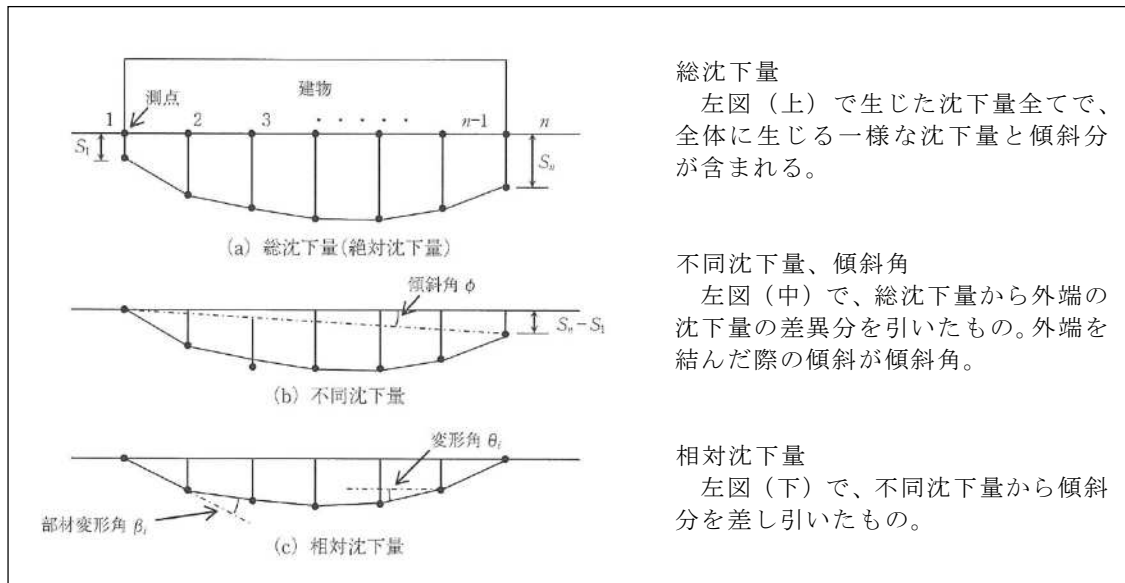 建物
測点
1
2
3
・・・・・
n-1
n
S₁
Sₙ
(a) 総沈下量(絶対沈下量)
傾斜角 φ
Sₙ－S₁
(b) 不同沈下量
変形角 θᵢ
部材変形角 βᵢ
(c) 相対沈下量
総沈下量
左図（上）で生じた沈下量全てで、
全体に生じる一様な沈下量と傾斜分
が含まれる。
不同沈下量、傾斜角
左図（中）で、総沈下量から外端の
沈下量の差異分を引いたもの。外端を
結んだ際の傾斜が傾斜角。
相対沈下量
左図（下）で、不同沈下量から傾斜
分を差し引いたもの。